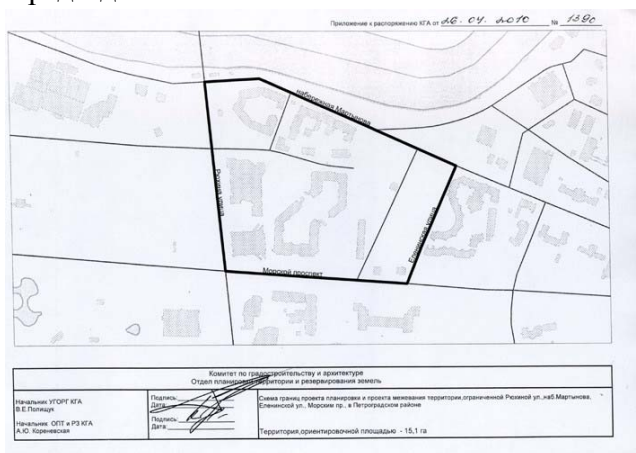 Приложение к распоряжению КГА от 26.04.2010 № 1390
набережная Мартынова
Рюхина улица
Еленинская улица
Морской проспект
Комитет по градостроительству и архитектуре
Отдел планировки территории и резервирования земель
Начальник УГОРГ КГА
В.Е.Полищук
Начальник ОПТ и РЗ КГА
А.Ю. Кореневская
Подпись:
Дата:
Подпись:
Дата:
Схема границ проекта планировки и проекта межевания территории,ограниченной Рюхиной ул.,наб.Мартынова,
Еленинской ул., Морским пр., в Петроградском районе
Территория,ориентировочной площадью - 15,1 га